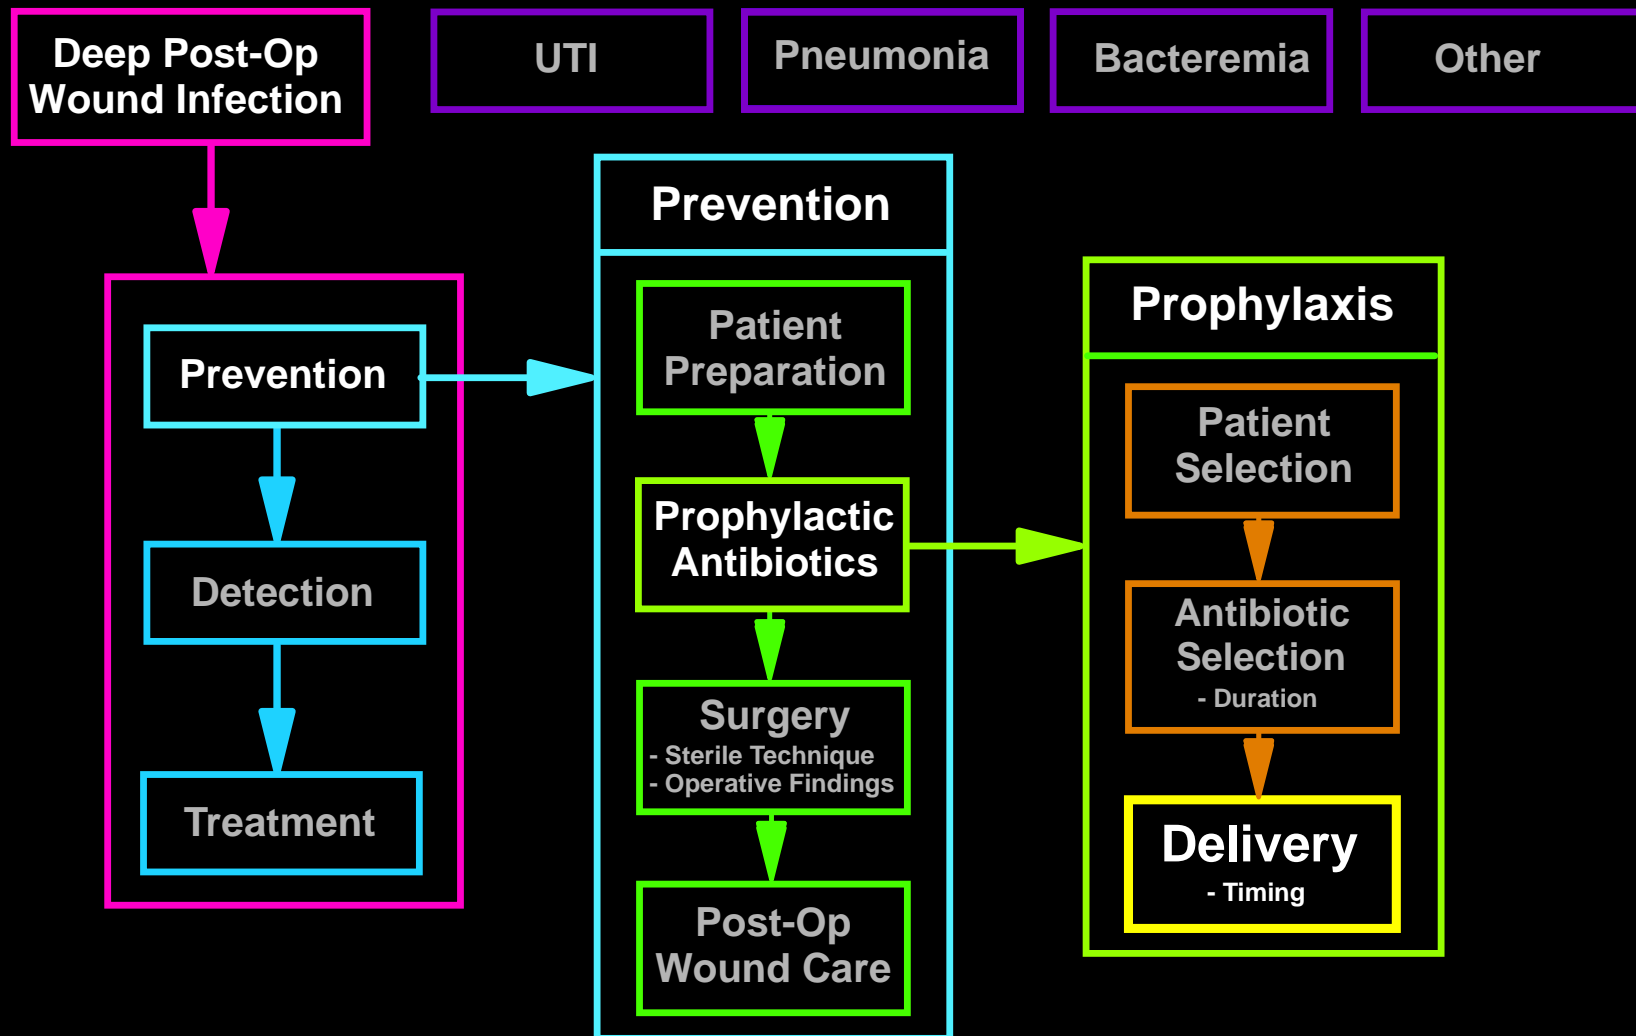 Deep Post-Op
Wound Infection
UTI
Pneumonia
Bacteremia
Other
Prevention
Detection
Treatment
Prevention
Patient
Preparation
Prophylactic
Antibiotics
Surgery
- Sterile Technique
- Operative Findings
Post-Op
Wound Care
Prophylaxis
Patient
Selection
Antibiotic
Selection
- Duration
Delivery
- Timing